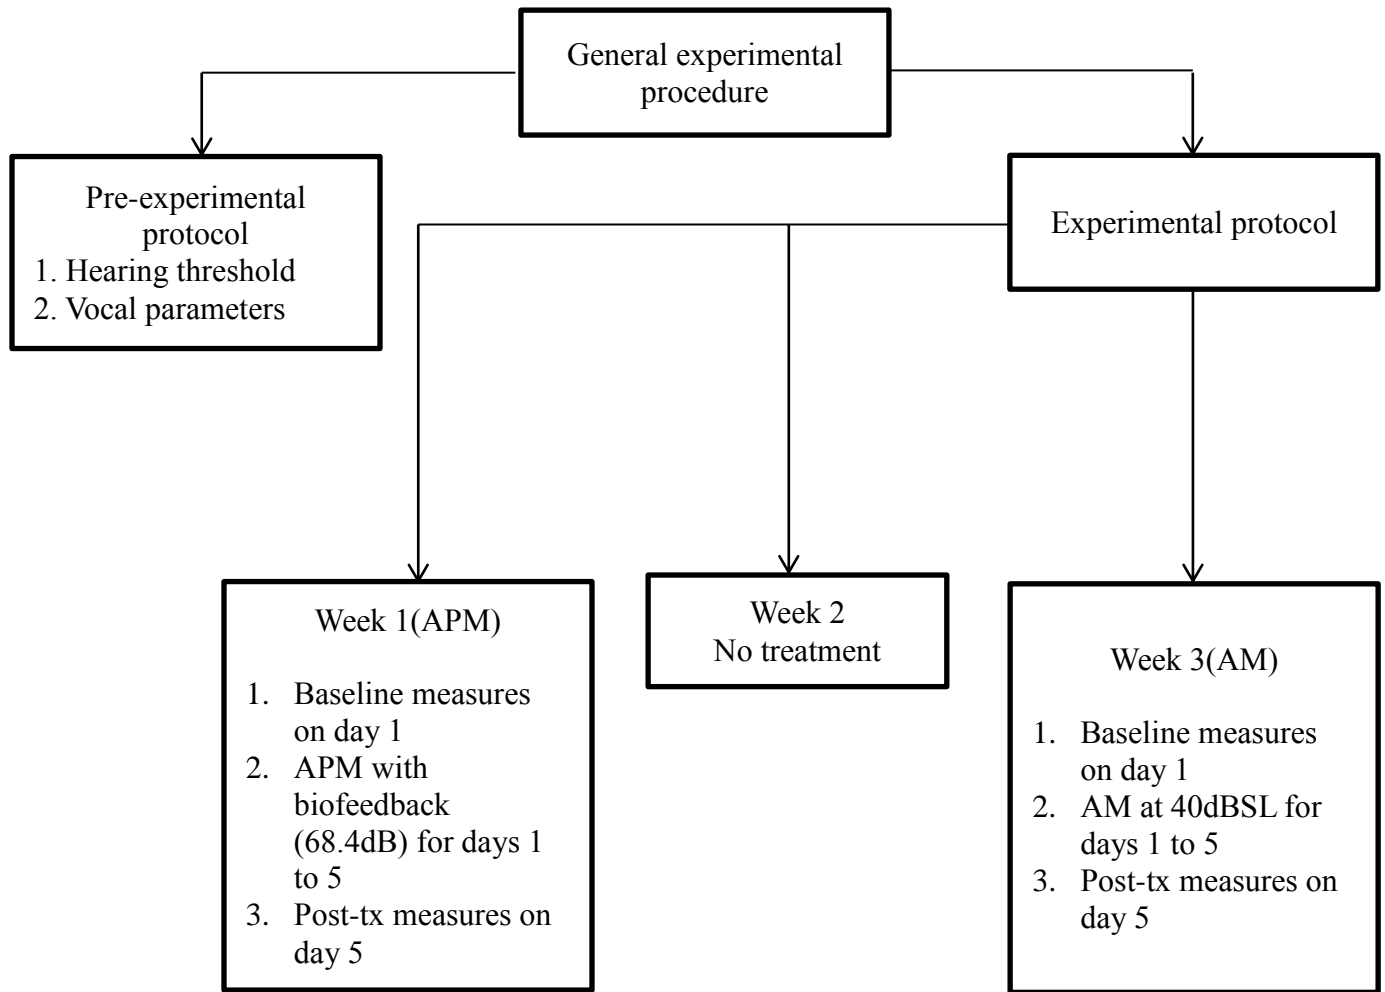 General experimental
procedure
Pre-experimental
protocol
1. Hearing threshold
2. Vocal parameters
Experimental protocol
Week 1(APM)
1. Baseline measures
on day 1
2. APM with
biofeedback
(68.4dB) for days 1
to 5
3. Post-tx measures on
day 5
Week 2
No treatment
Week 3(AM)
1. Baseline measures
on day 1
2. AM at 40dBSL for
days 1 to 5
3. Post-tx measures on
day 5